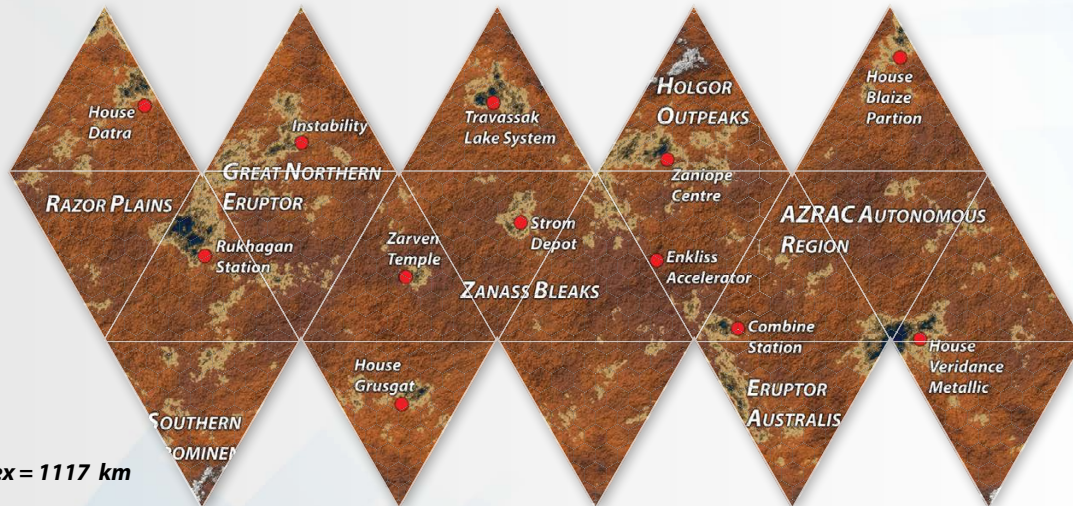 House
Datra
Instability
Travassak
Lake System
HOLGOR
OUTPEAKS
House
Blaize
Partion
Zaniope
Centre
RAZOR PLAINS
GREAT NORTHERN
ERUPTOR
Rukhagan
Station
Zarven
Temple
Strom
Depot
ZANASS BLEAKS
Enkliss
Accelerator
AZRAC AUTONOMOUS
REGION
Combine
Station
House
Veridance
Metallic
House
Grusgat
ERUPTOR
AUSTRALIS
SOUTHERN
ROMINEN
ex = 1117 km